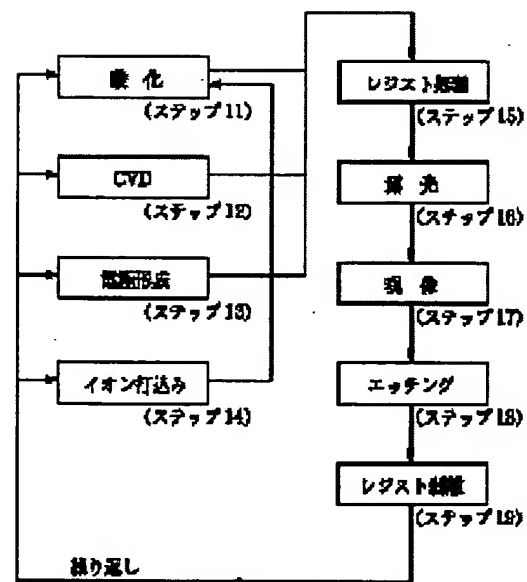 酸 化
(ステップ11)
CVD
(ステップ12)
電極形成
(ステップ13)
イオン打込み
(ステップ14)
レジスト処理
(ステップ15)
露 光
(ステップ16)
現 像
(ステップ17)
エッチング
(ステップ18)
レジスト剥離
(ステップ19)
繰り返し